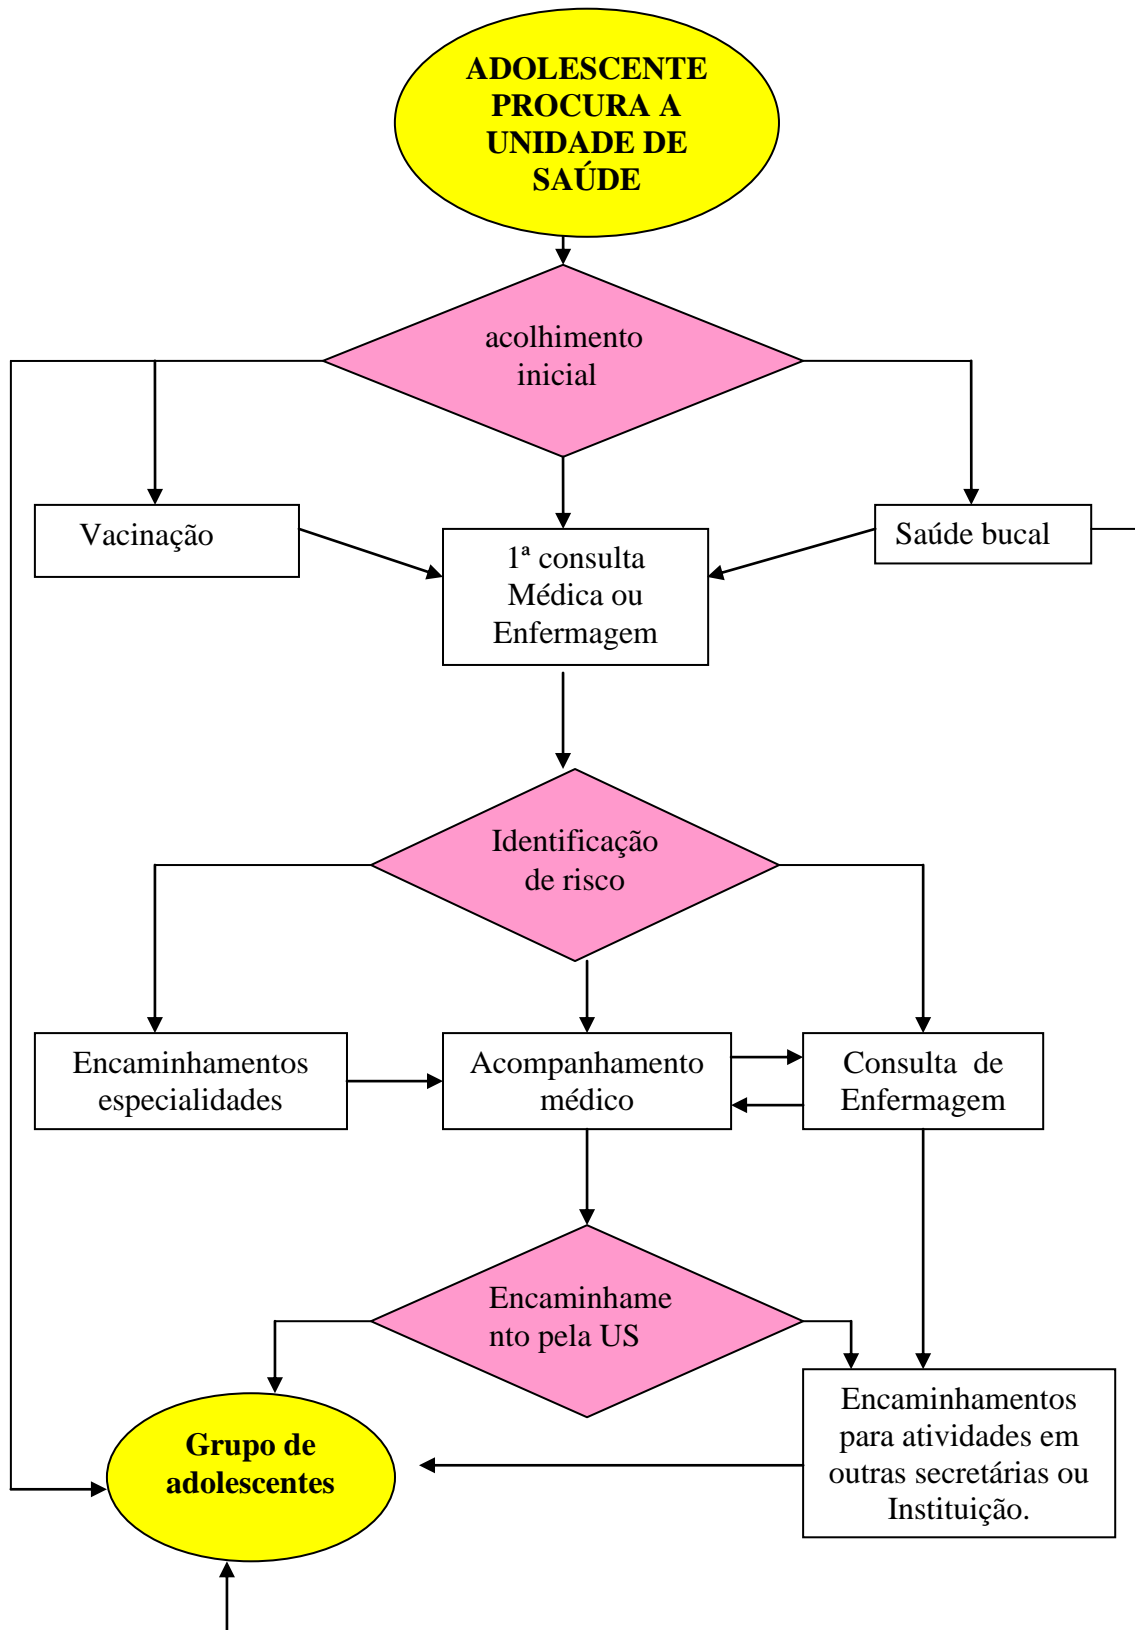 ADOLESCENTE
PROCURA A
UNIDADE DE
SAÚDE
acolhimento
inicial
Vacinação
1ª consulta
Médica ou
Enfermagem
Saúde bucal
Identificação
de risco
Encaminhamentos
especialidades
Acompanhamento
médico
Consulta de
Enfermagem
Encaminhame
nto pela US
Grupo de
adolescentes
Encaminhamentos
para atividades em
outras secretárias ou
Instituição.